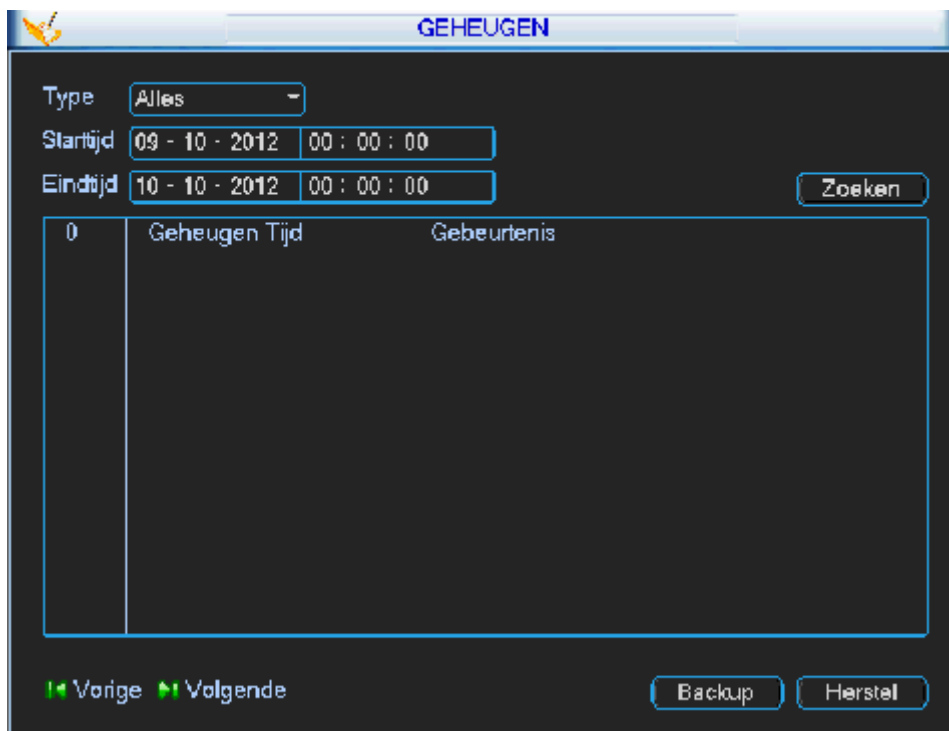 GEHEUGEN
Type Alles
Starttijd 09 - 10 - 2012 00 : 00 : 00
Eindtijd 10 - 10 - 2012 00 : 00 : 00
Zoeken
0 Geheugen Tijd Gebeurtenis
Vorige Volgende Backup Herstel